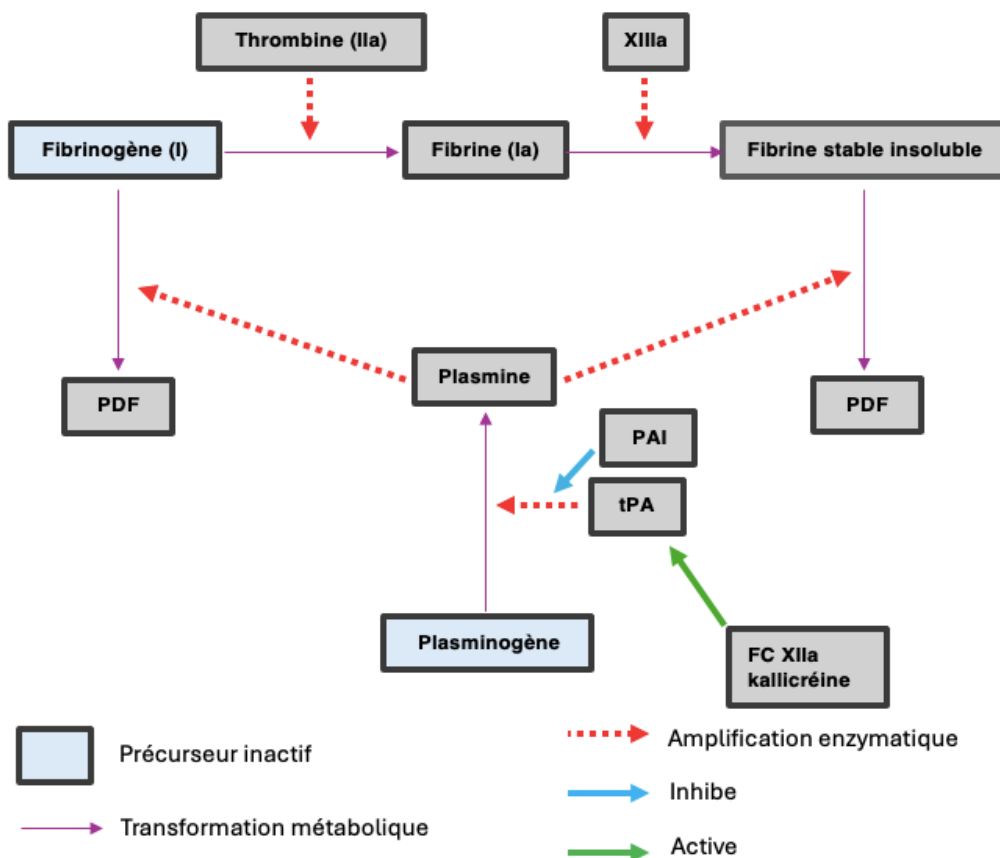 Thrombine (IIa)
XIIIa
Fibrinogène (I)
Fibrine (Ia)
Fibrine stable insoluble
Plasmine
PDF
PDF
PAI
tPA
Plasminogène
FC XIIa
kallicréine
Précurseur inactif
Transformation métabolique
Amplification enzymatique
Inhibe
Active